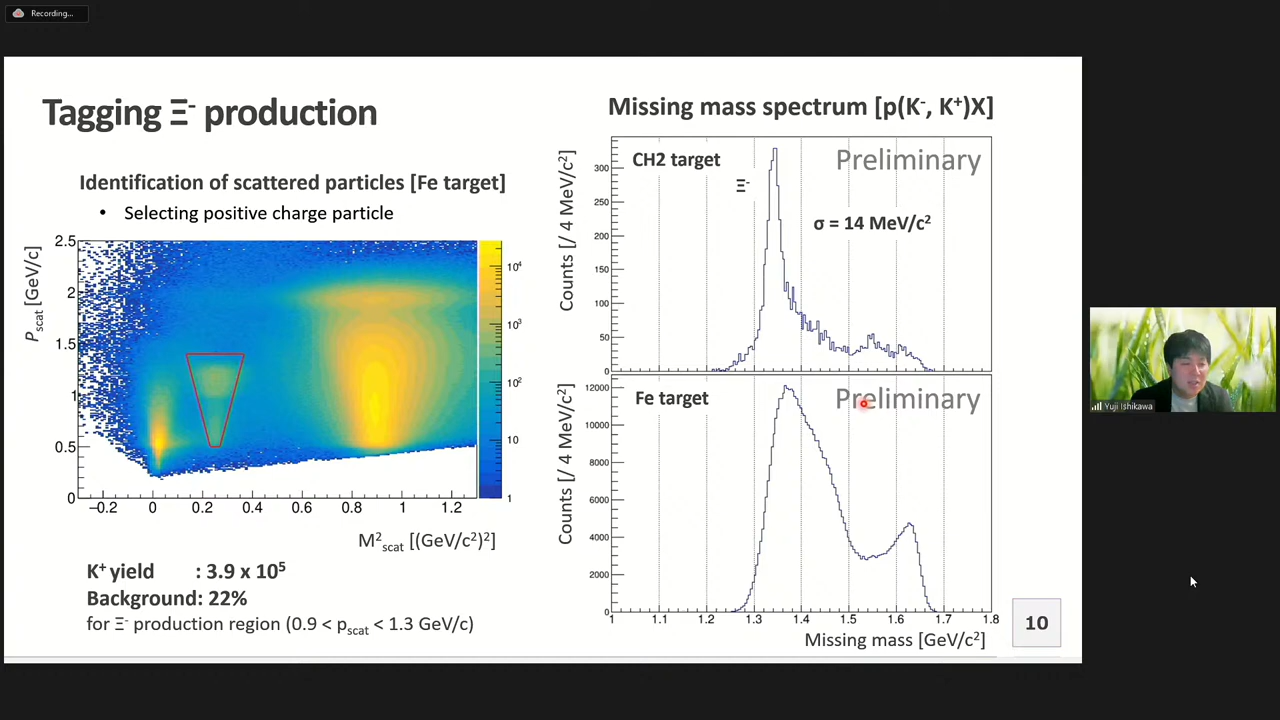 Recording...
Tagging Ξ⁻ production
Identification of scattered particles [Fe target]
• Selecting positive charge particle
2.5
2
1.5
1
0.5
0
P_scat [GeV/c]
−0.2 0 0.2 0.4 0.6 0.8 1 1.2
M²_scat [(GeV/c²)²]
10⁴
10³
10²
10
1
K⁺ yield : 3.9 x 10⁵
Background: 22%
for Ξ⁻ production region (0.9 < p_scat < 1.3 GeV/c)
Missing mass spectrum [p(K⁻, K⁺)X]
CH2 target
Preliminary
Ξ⁻
σ = 14 MeV/c²
Counts [/ 4 MeV/c²]
300
250
200
150
100
50
0
Fe target
Preliminary
Counts [/ 4 MeV/c²]
12000
10000
8000
6000
4000
2000
0
1 1.1 1.2 1.3 1.4 1.5 1.6 1.7 1.8
Missing mass [GeV/c²]
10
Yuji Ishikawa